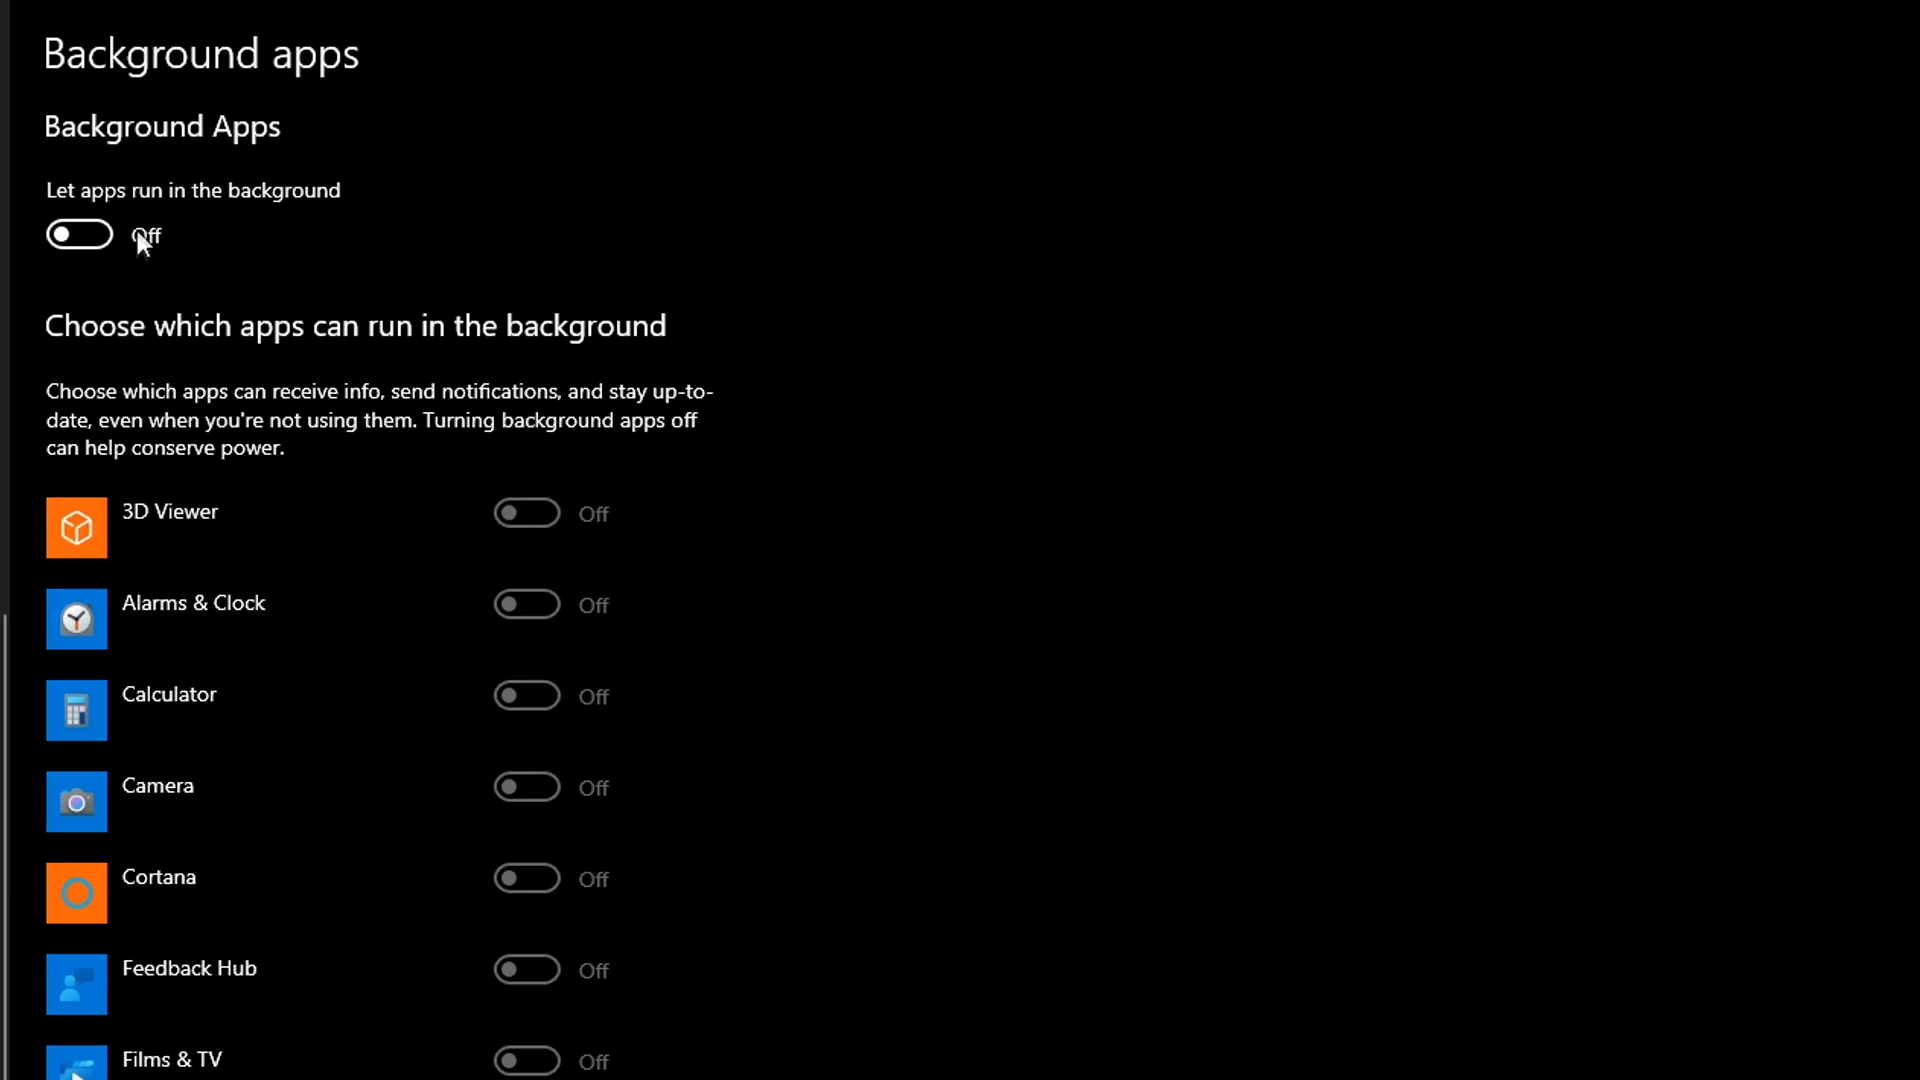 Background apps
Background Apps
Let apps run in the background
Off
Choose which apps can run in the background
Choose which apps can receive info, send notifications, and stay up-to-
date, even when you're not using them. Turning background apps off
can help conserve power.
3D Viewer Off
Alarms & Clock Off
Calculator Off
Camera Off
Cortana Off
Feedback Hub Off
Films & TV Off